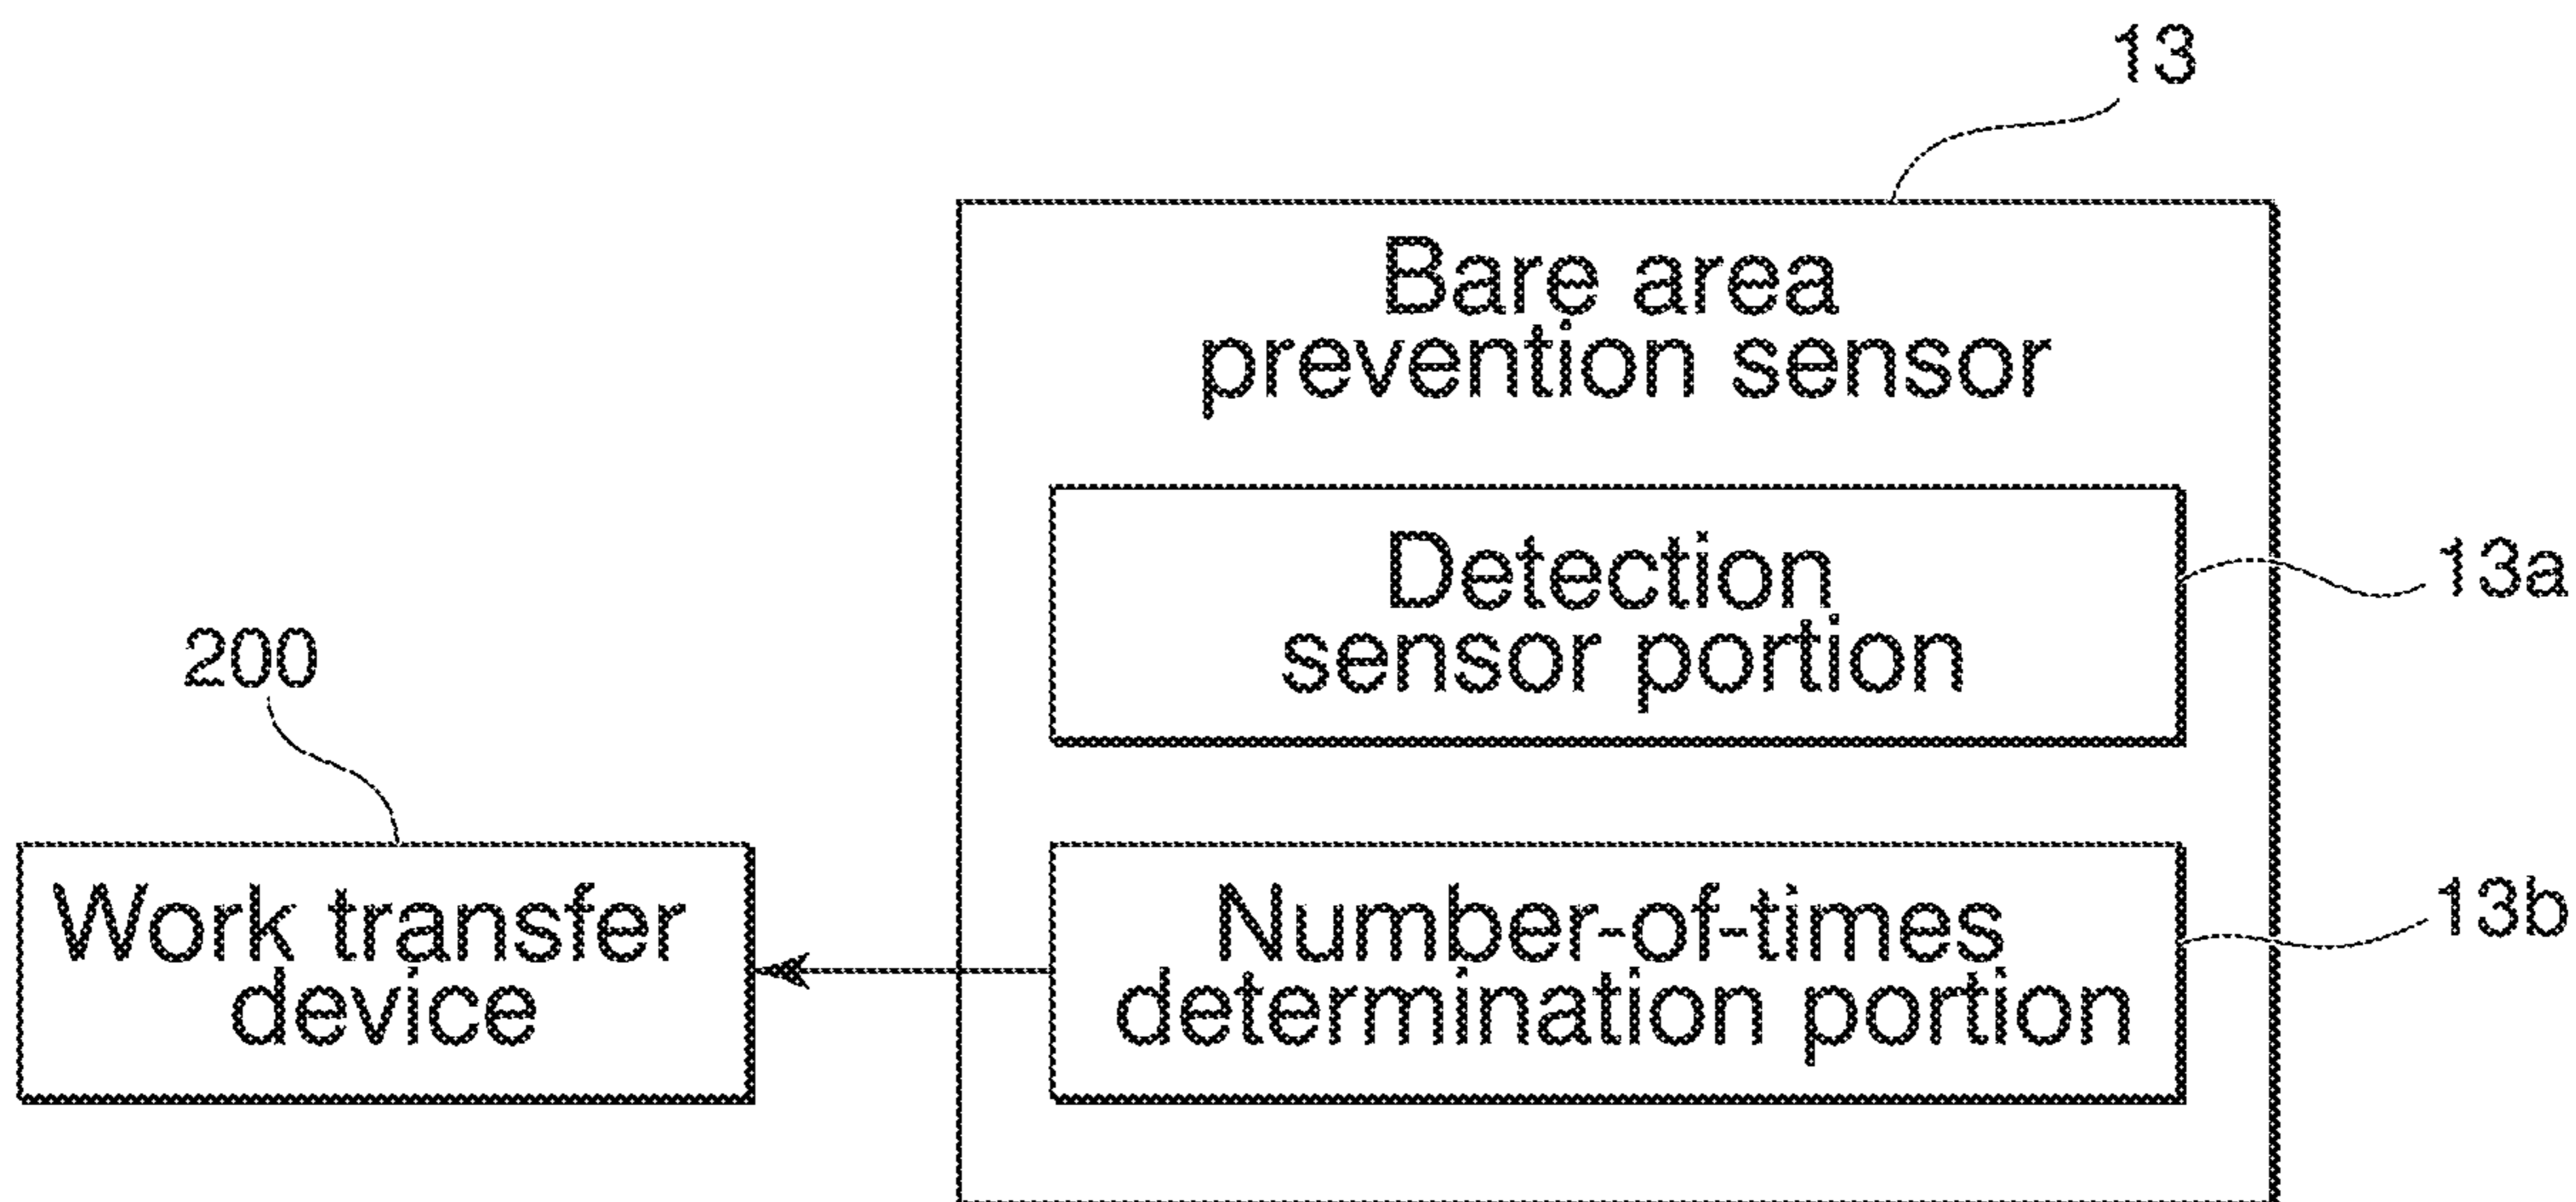 13
Bare area
prevention sensor
Detection
sensor portion
13a
200
Work transfer
device
Number-of-times
determination portion
13b